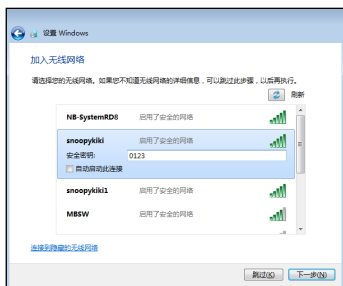 设置 Windows
加入无线网络
请选择您的无线网络。如果您不知道无线网络的详细信息，可以跳过此步骤，以后再执行。
刷新
NB-SystemRD8 启用了安全的网络
snoopykiki 启用了安全的网络
安全密钥: 0123
自动启动此连接
snoopykiki1 启用了安全的网络
MBSW 启用了安全的网络
连接到隐藏的无线网络
跳过(S) 下一步(N)